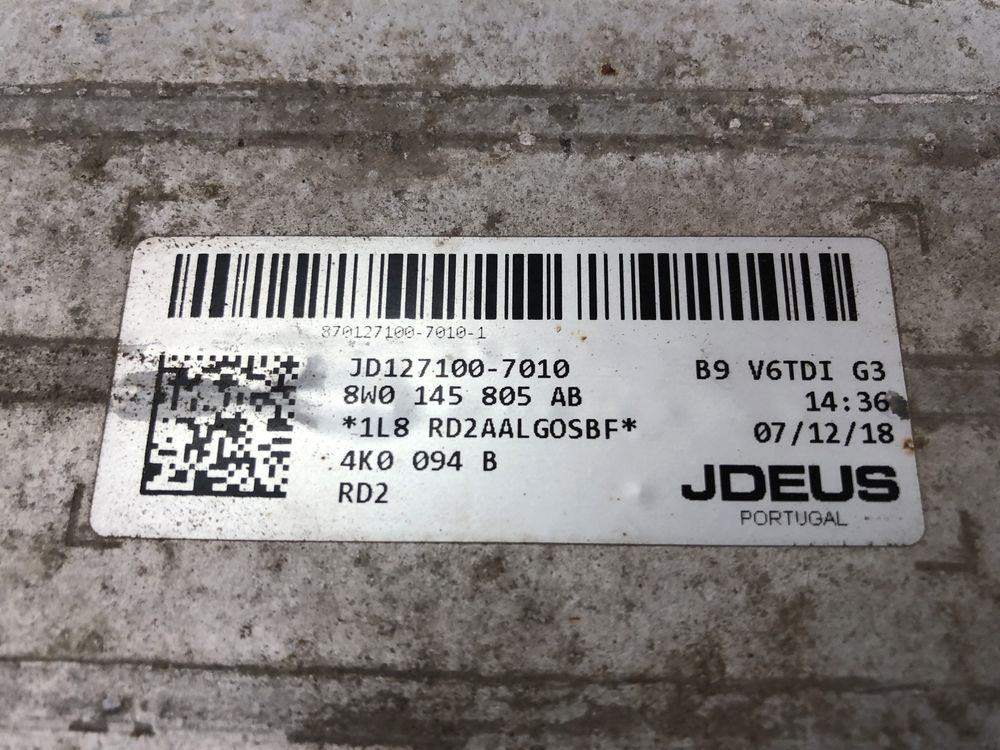 870127100-7010-1
JD127100-7010 B9 V6TDI G3
8W0 145 805 AB 14:36
*1L8 RD2AALGOSBF* 07/12/18
4K0 094 B
RD2
JDEUS
PORTUGAL